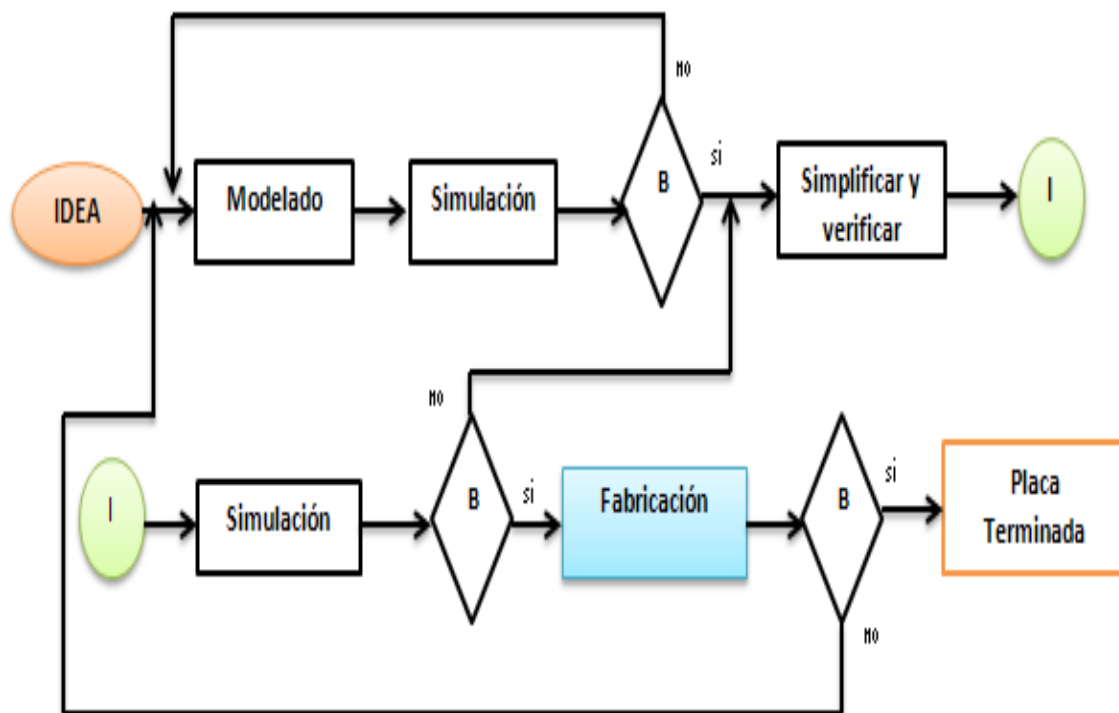 NO
IDEA
Modelado
Simulación
B
si
Simplificar y
verificar
I
NO
I
Simulación
B
si
Fabricación
B
si
Placa
Terminada
NO